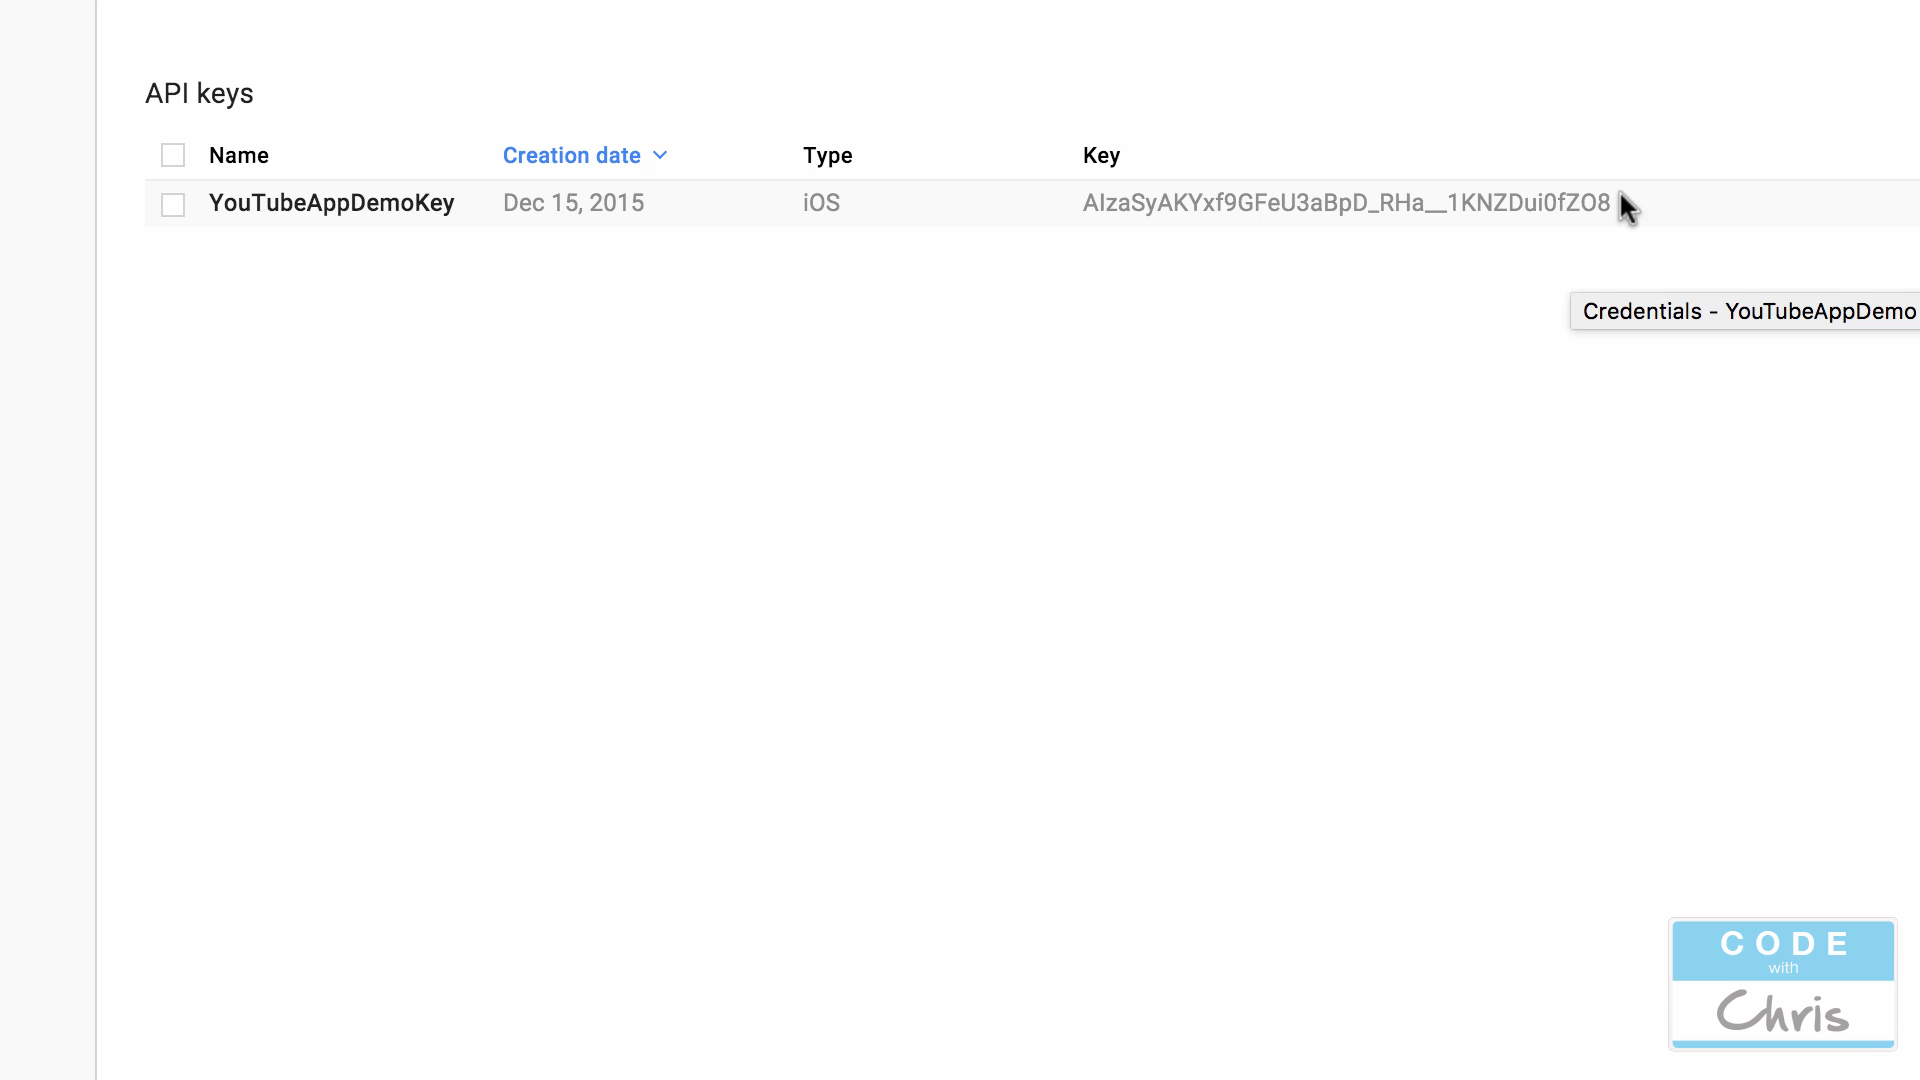 API keys
Name Creation date Type Key
YouTubeAppDemoKey Dec 15, 2015 iOS AIzaSyAKYxf9GFeU3aBpD_RHa__1KNZDui0fZO8
Credentials - YouTubeAppDemo
CODE
with
Chris